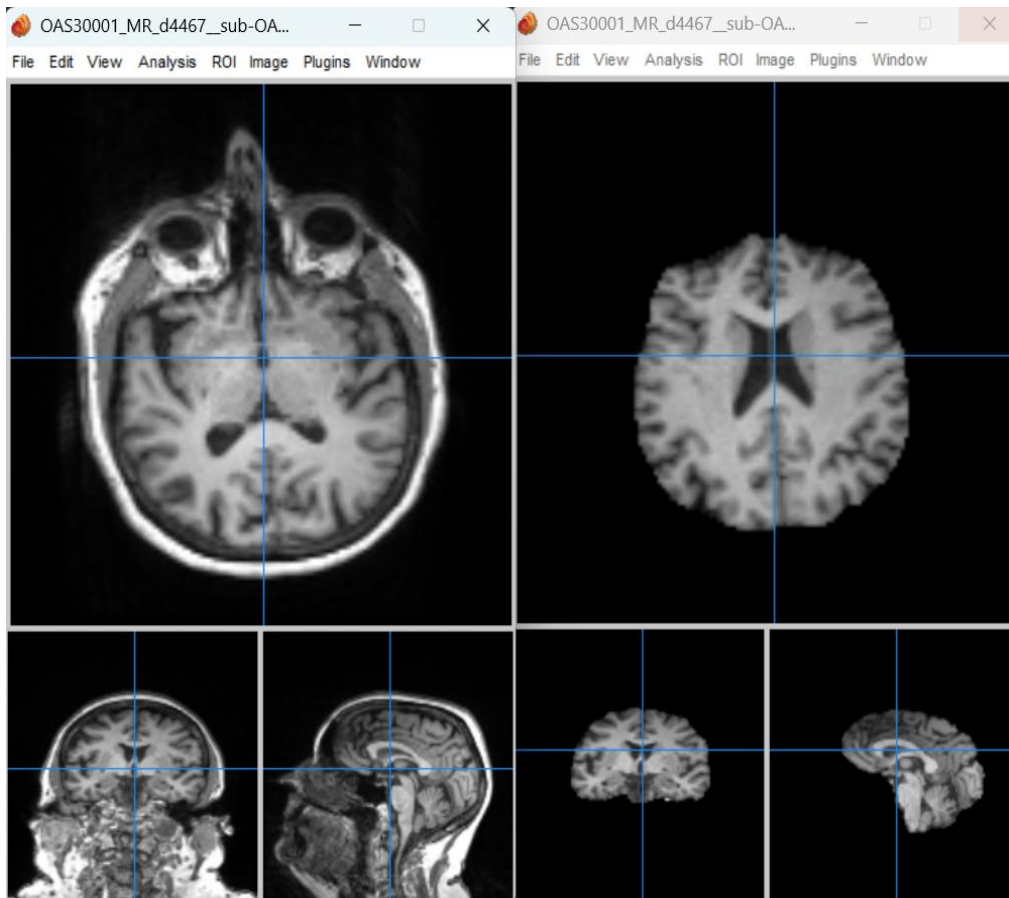 OAS30001_MR_d4467__sub-OA...
File Edit View Analysis ROI Image Plugins Window
OAS30001_MR_d4467__sub-OA...
File Edit View Analysis ROI Image Plugins Window